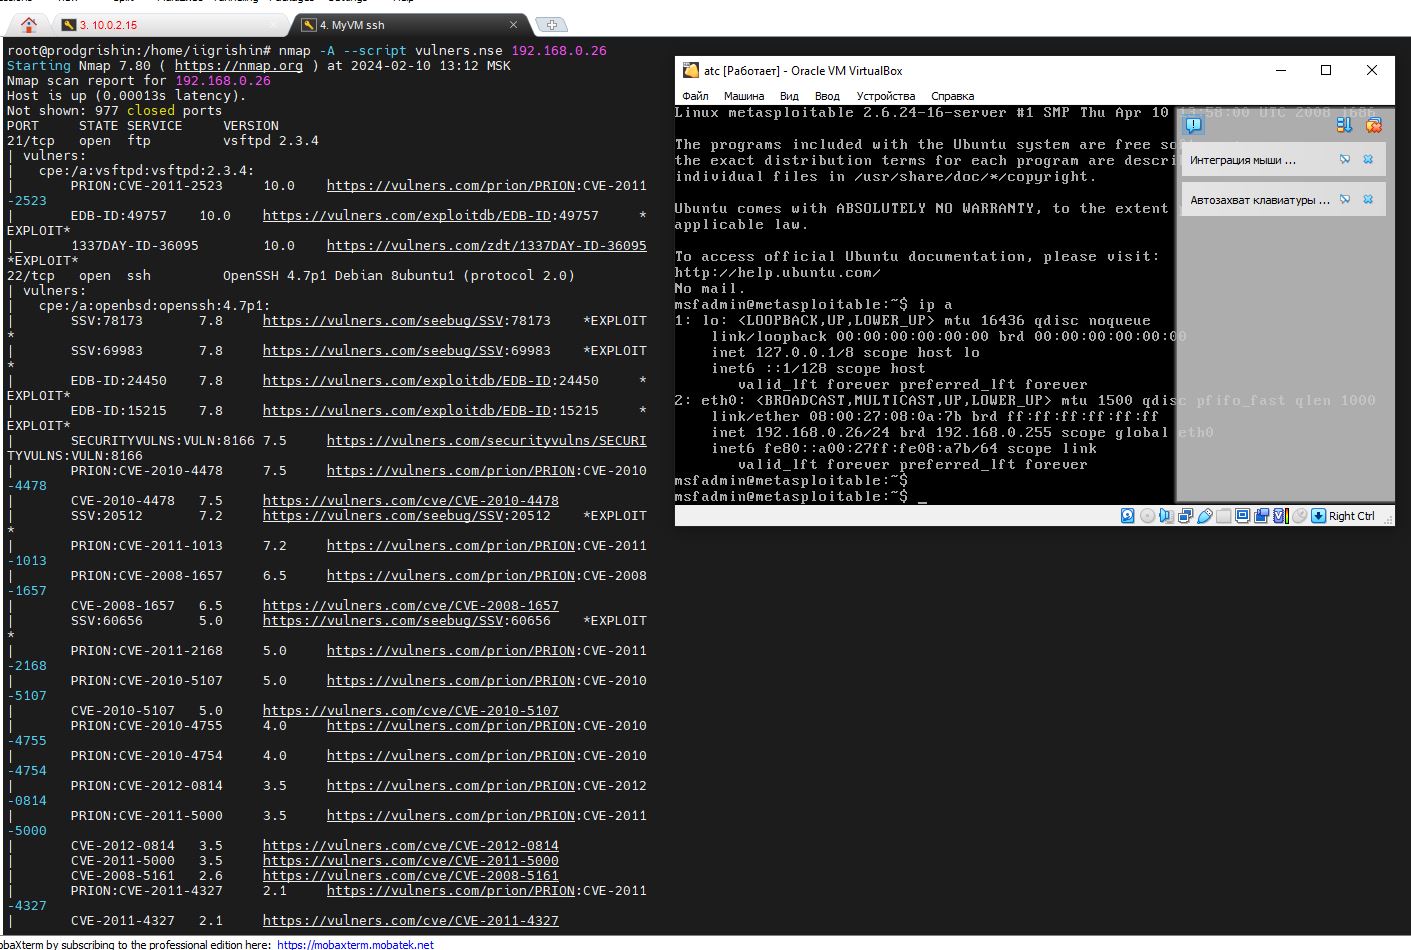 3. 10.0.2.15
4. MyVM ssh
root@prodgrishin:/home/iigrishin# nmap -A --script vulners.nse 192.168.0.26
Starting Nmap 7.80 ( https://nmap.org ) at 2024-02-10 13:12 MSK
Nmap scan report for 192.168.0.26
Host is up (0.00013s latency).
Not shown: 977 closed ports
PORT     STATE SERVICE     VERSION
21/tcp   open  ftp         vsftpd 2.3.4
| vulners:
|   cpe:/a:vsftpd:vsftpd:2.3.4:
|       PRION:CVE-2011-2523     10.0    https://vulners.com/prion/PRION:CVE-2011
-2523
|       EDB-ID:49757    10.0    https://vulners.com/exploitdb/EDB-ID:49757     *
EXPLOIT*
|_      1337DAY-ID-36095        10.0    https://vulners.com/zdt/1337DAY-ID-36095
*EXPLOIT*
22/tcp   open  ssh         OpenSSH 4.7p1 Debian 8ubuntu1 (protocol 2.0)
| vulners:
|   cpe:/a:openbsd:openssh:4.7p1:
|       SSV:78173       7.8     https://vulners.com/seebug/SSV:78173    *EXPLOIT
*
|       SSV:69983       7.8     https://vulners.com/seebug/SSV:69983    *EXPLOIT
*
|       EDB-ID:24450    7.8     https://vulners.com/exploitdb/EDB-ID:24450     *
EXPLOIT*
|       EDB-ID:15215    7.8     https://vulners.com/exploitdb/EDB-ID:15215     *
EXPLOIT*
|       SECURITYVULNS:VULN:8166 7.5     https://vulners.com/securityvulns/SECURI
TYVULNS:VULN:8166
|       PRION:CVE-2010-4478     7.5     https://vulners.com/prion/PRION:CVE-2010
-4478
|       CVE-2010-4478   7.5     https://vulners.com/cve/CVE-2010-4478
|       SSV:20512       7.2     https://vulners.com/seebug/SSV:20512    *EXPLOIT
*
|       PRION:CVE-2011-1013     7.2     https://vulners.com/prion/PRION:CVE-2011
-1013
|       PRION:CVE-2008-1657     6.5     https://vulners.com/prion/PRION:CVE-2008
-1657
|       CVE-2008-1657   6.5     https://vulners.com/cve/CVE-2008-1657
|       SSV:60656       5.0     https://vulners.com/seebug/SSV:60656    *EXPLOIT
*
|       PRION:CVE-2011-2168     5.0     https://vulners.com/prion/PRION:CVE-2011
-2168
|       PRION:CVE-2010-5107     5.0     https://vulners.com/prion/PRION:CVE-2010
-5107
|       CVE-2010-5107   5.0     https://vulners.com/cve/CVE-2010-5107
|       PRION:CVE-2010-4755     4.0     https://vulners.com/prion/PRION:CVE-2010
-4755
|       PRION:CVE-2010-4754     4.0     https://vulners.com/prion/PRION:CVE-2010
-4754
|       PRION:CVE-2012-0814     3.5     https://vulners.com/prion/PRION:CVE-2012
-0814
|       PRION:CVE-2011-5000     3.5     https://vulners.com/prion/PRION:CVE-2011
-5000
|       CVE-2012-0814   3.5     https://vulners.com/cve/CVE-2012-0814
|       CVE-2011-5000   3.5     https://vulners.com/cve/CVE-2011-5000
|       CVE-2008-5161   2.6     https://vulners.com/cve/CVE-2008-5161
|       PRION:CVE-2011-4327     2.1     https://vulners.com/prion/PRION:CVE-2011
-4327
|       CVE-2011-4327   2.1     https://vulners.com/cve/CVE-2011-4327
atc [Работает] - Oracle VM VirtualBox
Файл Машина Вид Ввод Устройства Справка
Linux metasploitable 2.6.24-16-server #1 SMP Thu Apr 10 13:58:00 UTC 2008 i686
The programs included with the Ubuntu system are free
the exact distribution terms for each program are
individual files in /usr/share/doc/*/copyright.
Ubuntu comes with ABSOLUTELY NO WARRANTY, to the extent
applicable law.
To access official Ubuntu documentation, please visit:
http://help.ubuntu.com/
No mail.
msfadmin@metasploitable:~$ ip a
1: lo: <LOOPBACK,UP,LOWER_UP> mtu 16436 qdisc noqueue
link/loopback 00:00:00:00:00:00 brd 00:00:00:00:00:00
inet 127.0.0.1/8 scope host lo
inet6 ::1/128 scope host
valid_lft forever preferred_lft forever
2: eth0: <BROADCAST,MULTICAST,UP,LOWER_UP> mtu 1500 qdisc pfifo_fast qlen 1000
link/ether 08:00:27:08:0a:7b brd ff:ff:ff:ff:ff:ff
inet 192.168.0.26/24 brd 192.168.0.255 scope global eth0
inet6 fe80::a00:27ff:fe08:a7b/64 scope link
valid_lft forever preferred_lft forever
msfadmin@metasploitable:~$
msfadmin@metasploitable:~$ _
Интеграция мыши ...
Автозахват клавиатуры ...
Right Ctrl
by subscribing to the professional edition here: https://mobaxterm.mobatek.net